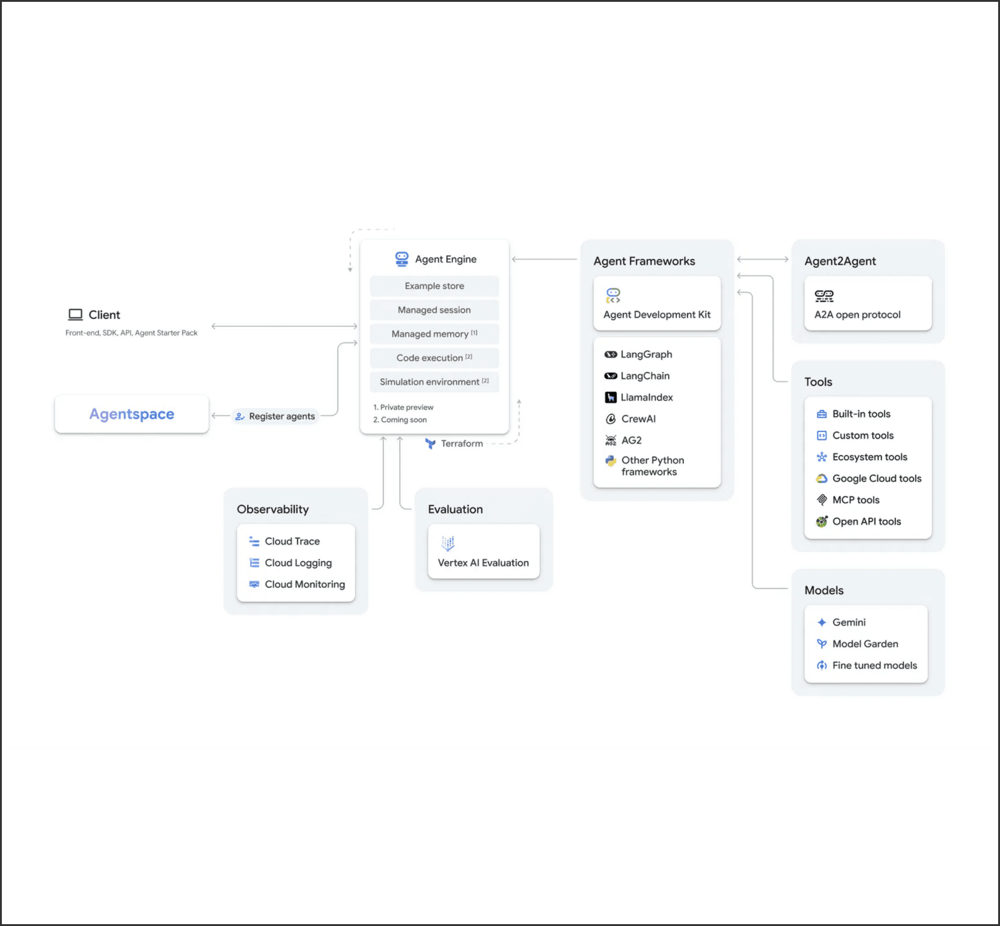 Client
Front-end, SDK, API, Agent Starter Pack
Agentspace
Register agents
Agent Engine
Example store
Managed session
Managed memory [1]
Code execution [2]
Simulation environment [2]
1. Private preview
2. Coming soon
Terraform
Observability
Cloud Trace
Cloud Logging
Cloud Monitoring
Evaluation
Vertex AI Evaluation
Agent Frameworks
Agent Development Kit
LangGraph
LangChain
LlamaIndex
CrewAI
AG2
AG2
Other Python
frameworks
Agent2Agent
A2A open protocol
Tools
Built-in tools
Custom tools
Ecosystem tools
Google Cloud tools
MCP tools
Open API tools
Models
Gemini
Model Garden
Fine tuned models